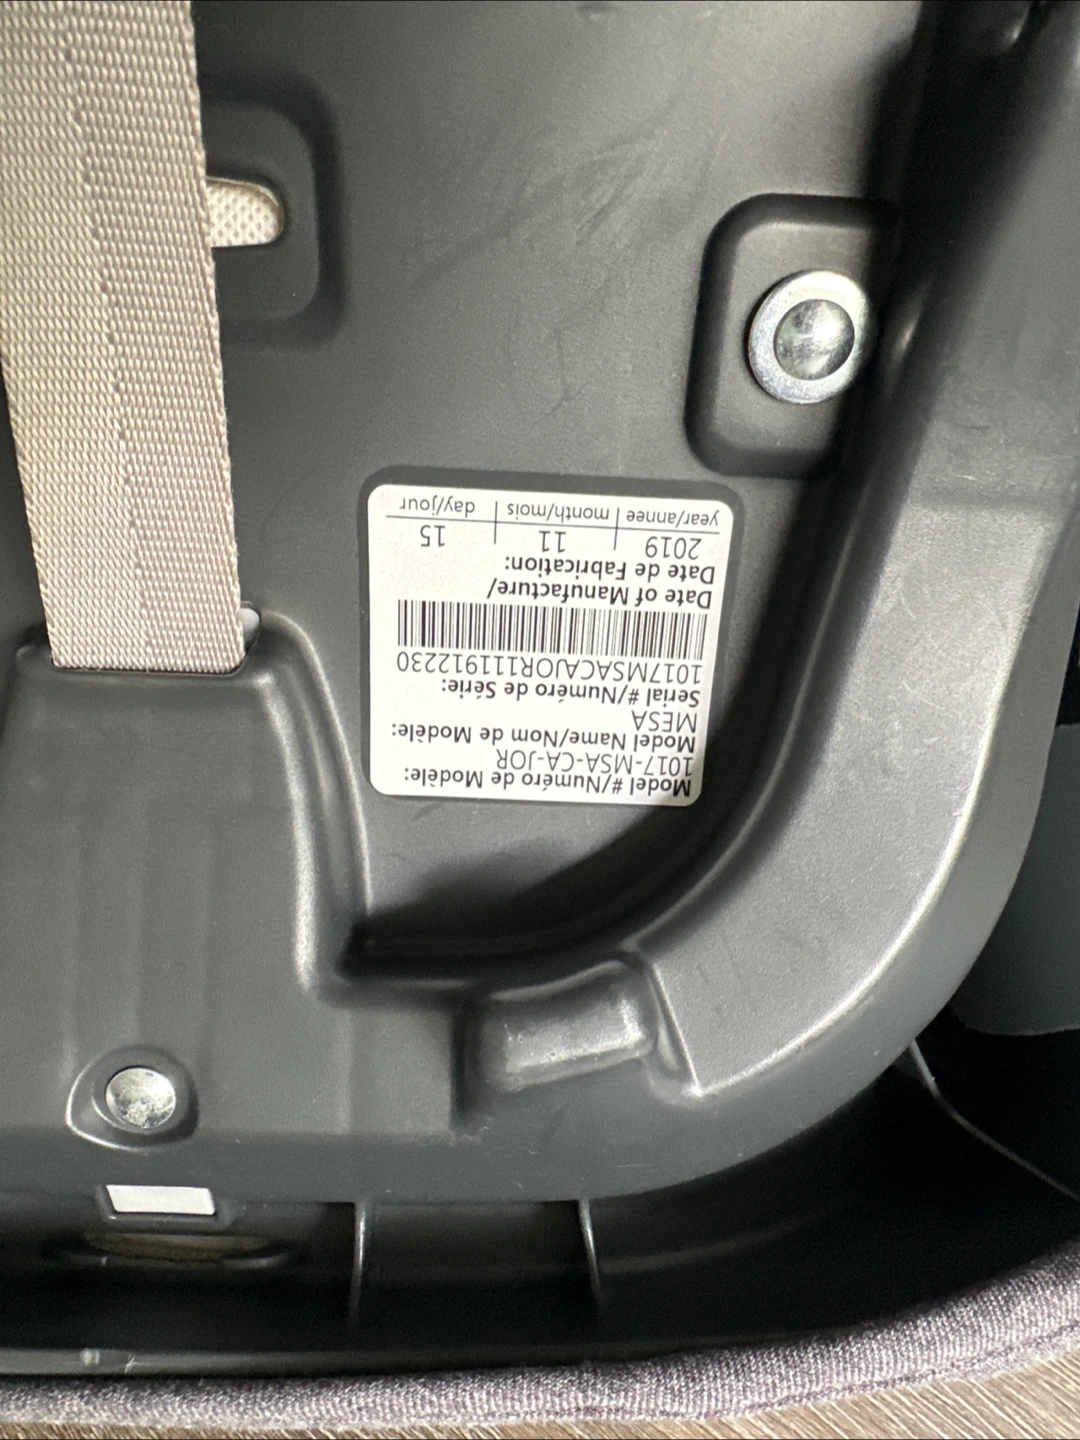 Model #/Numéro de Modèle:
1017-MSA-CA-JOR
Model Name/Nom de Modèle:
MESA
Serial #/Numéro de Série:
1017MSACAJOR1111912230
Date of Manufacture/
Date de Fabrication:
2019 11 15
year/annee month/mois day/jour